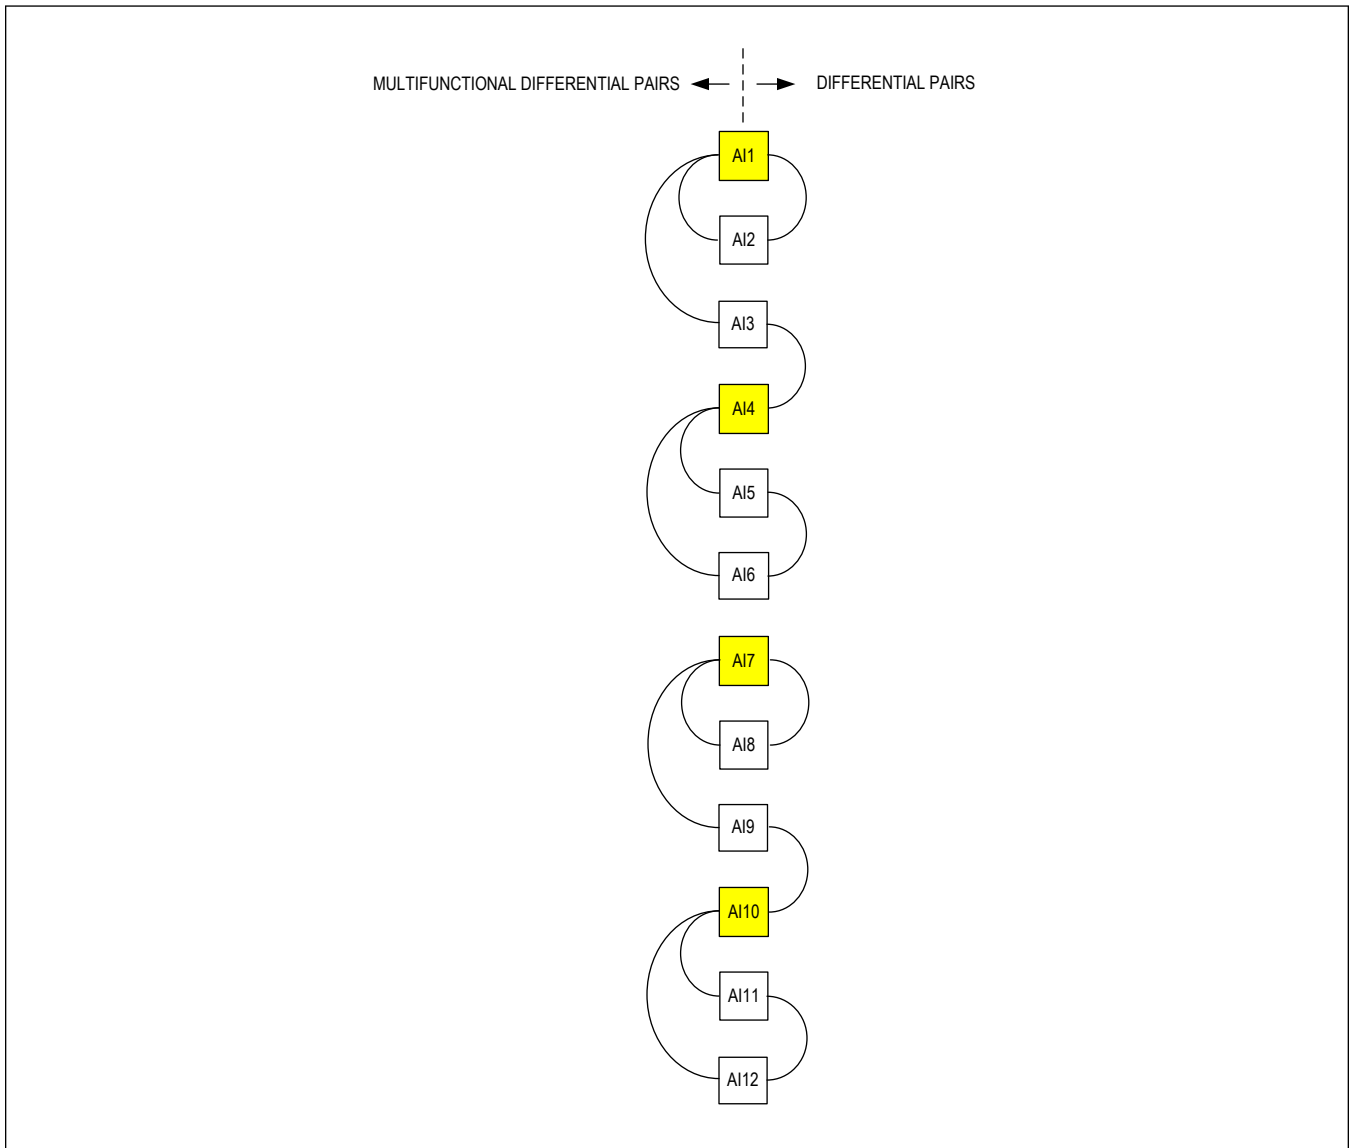 MULTIFUNCTIONAL DIFFERENTIAL PAIRS DIFFERENTIAL PAIRS
AI1
AI2
AI3
AI4
AI5
AI6
AI7
AI8
AI9
AI10
AI11
AI12